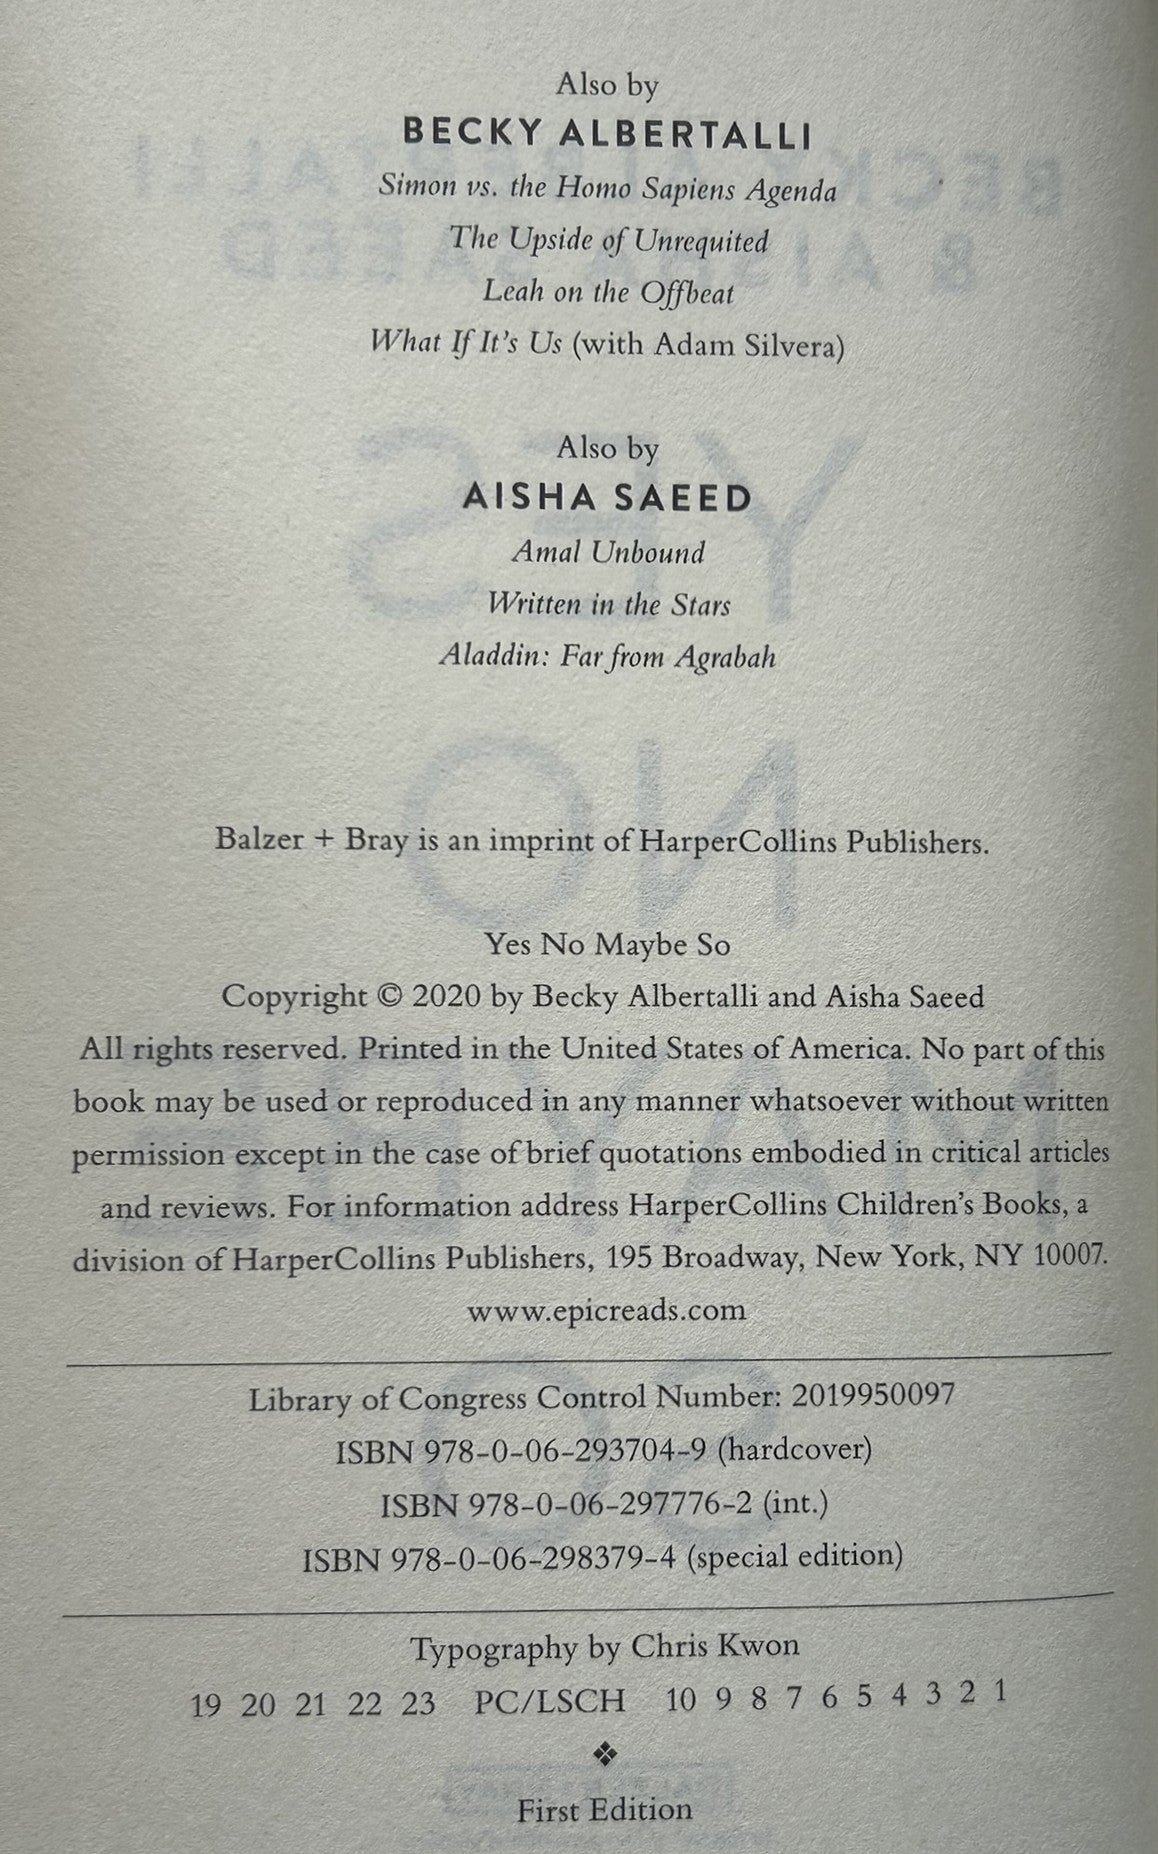 Also by
BECKY ALBERTALLI
Simon vs. the Homo Sapiens Agenda
The Upside of Unrequited
Leah on the Offbeat
What If It's Us (with Adam Silvera)
Also by
AISHA SAEED
Amal Unbound
Written in the Stars
Aladdin: Far from Agrabah
Balzer + Bray is an imprint of HarperCollins Publishers.
Yes No Maybe So
Copyright © 2020 by Becky Albertalli and Aisha Saeed
All rights reserved. Printed in the United States of America. No part of this
book may be used or reproduced in any manner whatsoever without written
permission except in the case of brief quotations embodied in critical articles
and reviews. For information address HarperCollins Children's Books, a
division of HarperCollins Publishers, 195 Broadway, New York, NY 10007.
www.epicreads.com
Library of Congress Control Number: 2019950097
ISBN 978-0-06-293704-9 (hardcover)
ISBN 978-0-06-297776-2 (int.)
ISBN 978-0-06-298379-4 (special edition)
Typography by Chris Kwon
19 20 21 22 23 PC/LSCH 10 9 8 7 6 5 4 3 2 1
❖
First Edition